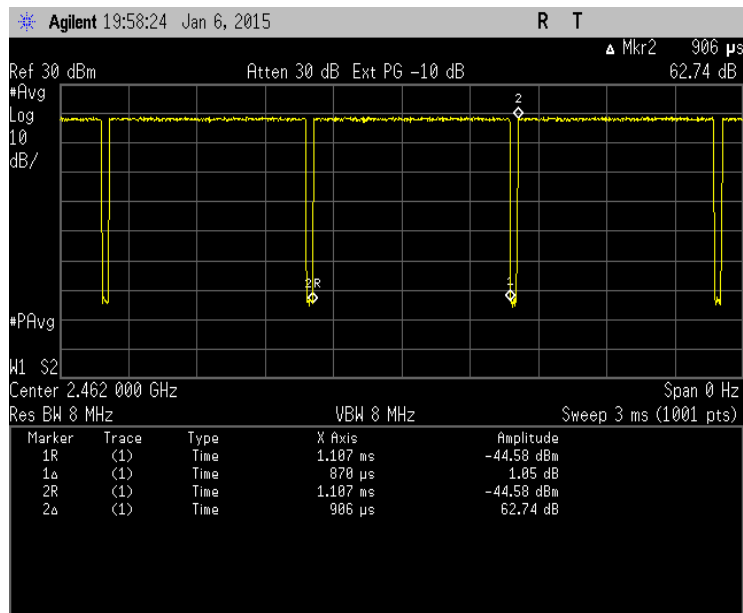 Agilent 19:58:24 Jan 6, 2015 R T
Δ Mkr2 906 µs
Ref 30 dBm Atten 30 dB Ext PG -10 dB 62.74 dB
#Avg
Log
10
dB/
2
2R
1
#PAvg
W1 S2
Center 2.462 000 GHz Span 0 Hz
Res BW 8 MHz VBW 8 MHz Sweep 3 ms (1001 pts)
Marker Trace Type X Axis Amplitude
1R (1) Time 1.107 ms -44.58 dBm
1Δ (1) Time 870 µs 1.05 dB
2R (1) Time 1.107 ms -44.58 dBm
2Δ (1) Time 906 µs 62.74 dB